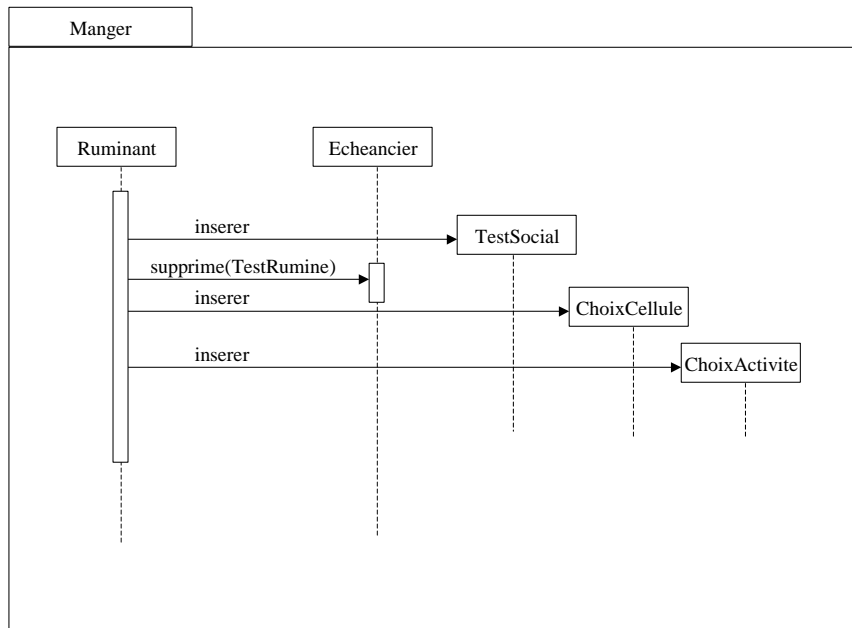 Manger
Ruminant
Echeancier
inserer
TestSocial
supprime(TestRumine)
inserer
ChoixCellule
inserer
ChoixActivite